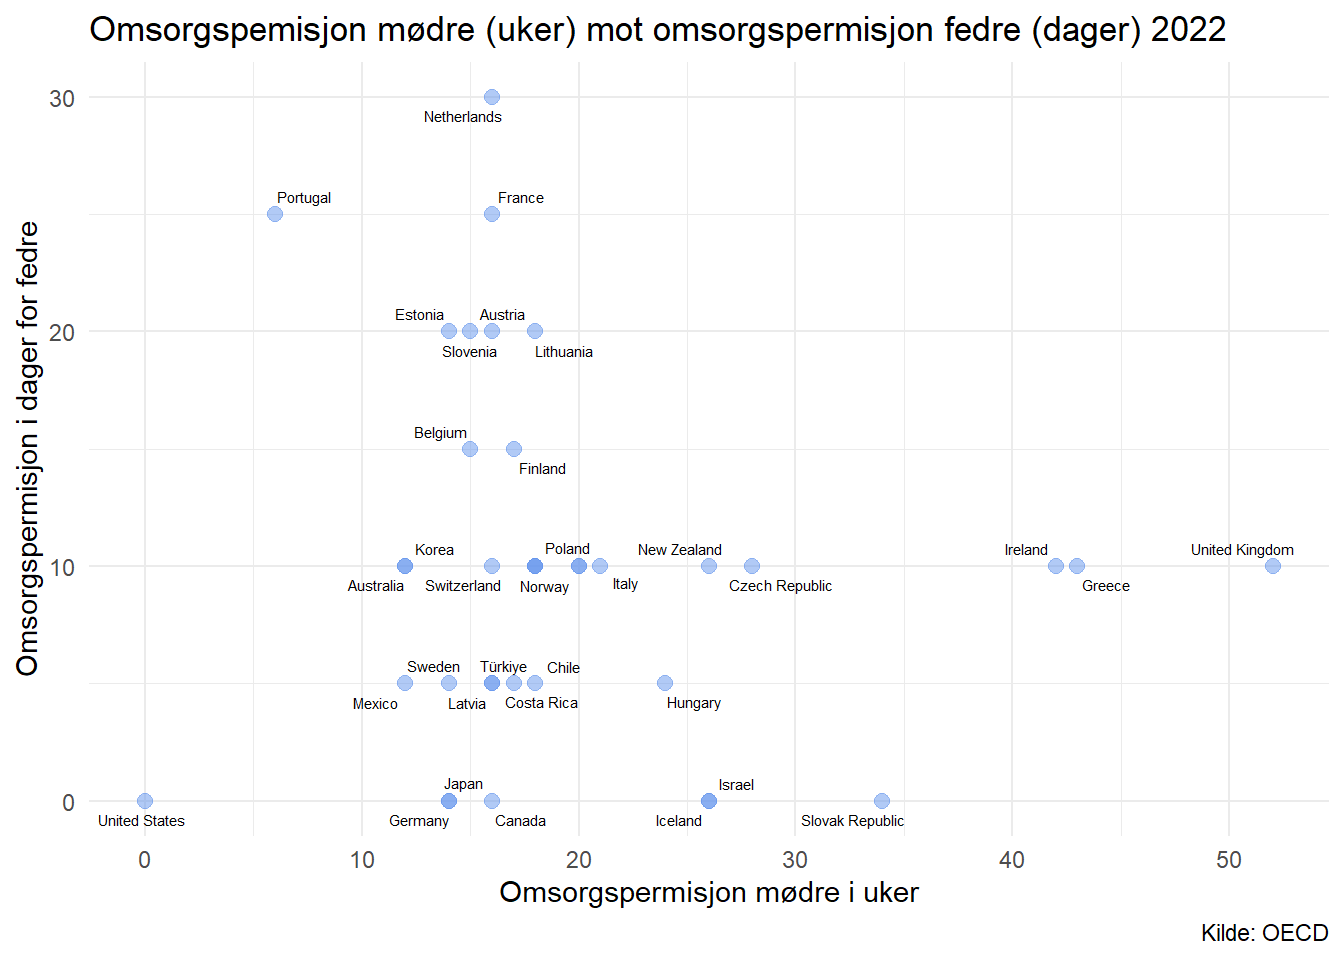 Omsorgspemisjon mødre (uker) mot omsorgspermisjon fedre (dager) 2022
Omsorgspermisjon i dager for fedre
30
Netherlands
Portugal
France
Estonia
Austria
20
Slovenia
Lithuania
Belgium
Finland
Korea
Poland
New Zealand
Ireland
United Kingdom
10
Australia
Switzerland
Norway
Italy
Czech Republic
Greece
Sweden
Türkiye
Chile
Mexico
Latvia
Costa Rica
Hungary
Japan
Israel
0
United States
Germany
Canada
Iceland
Slovak Republic
0 10 20 30 40 50
Omsorgspermisjon mødre i uker
Kilde: OECD